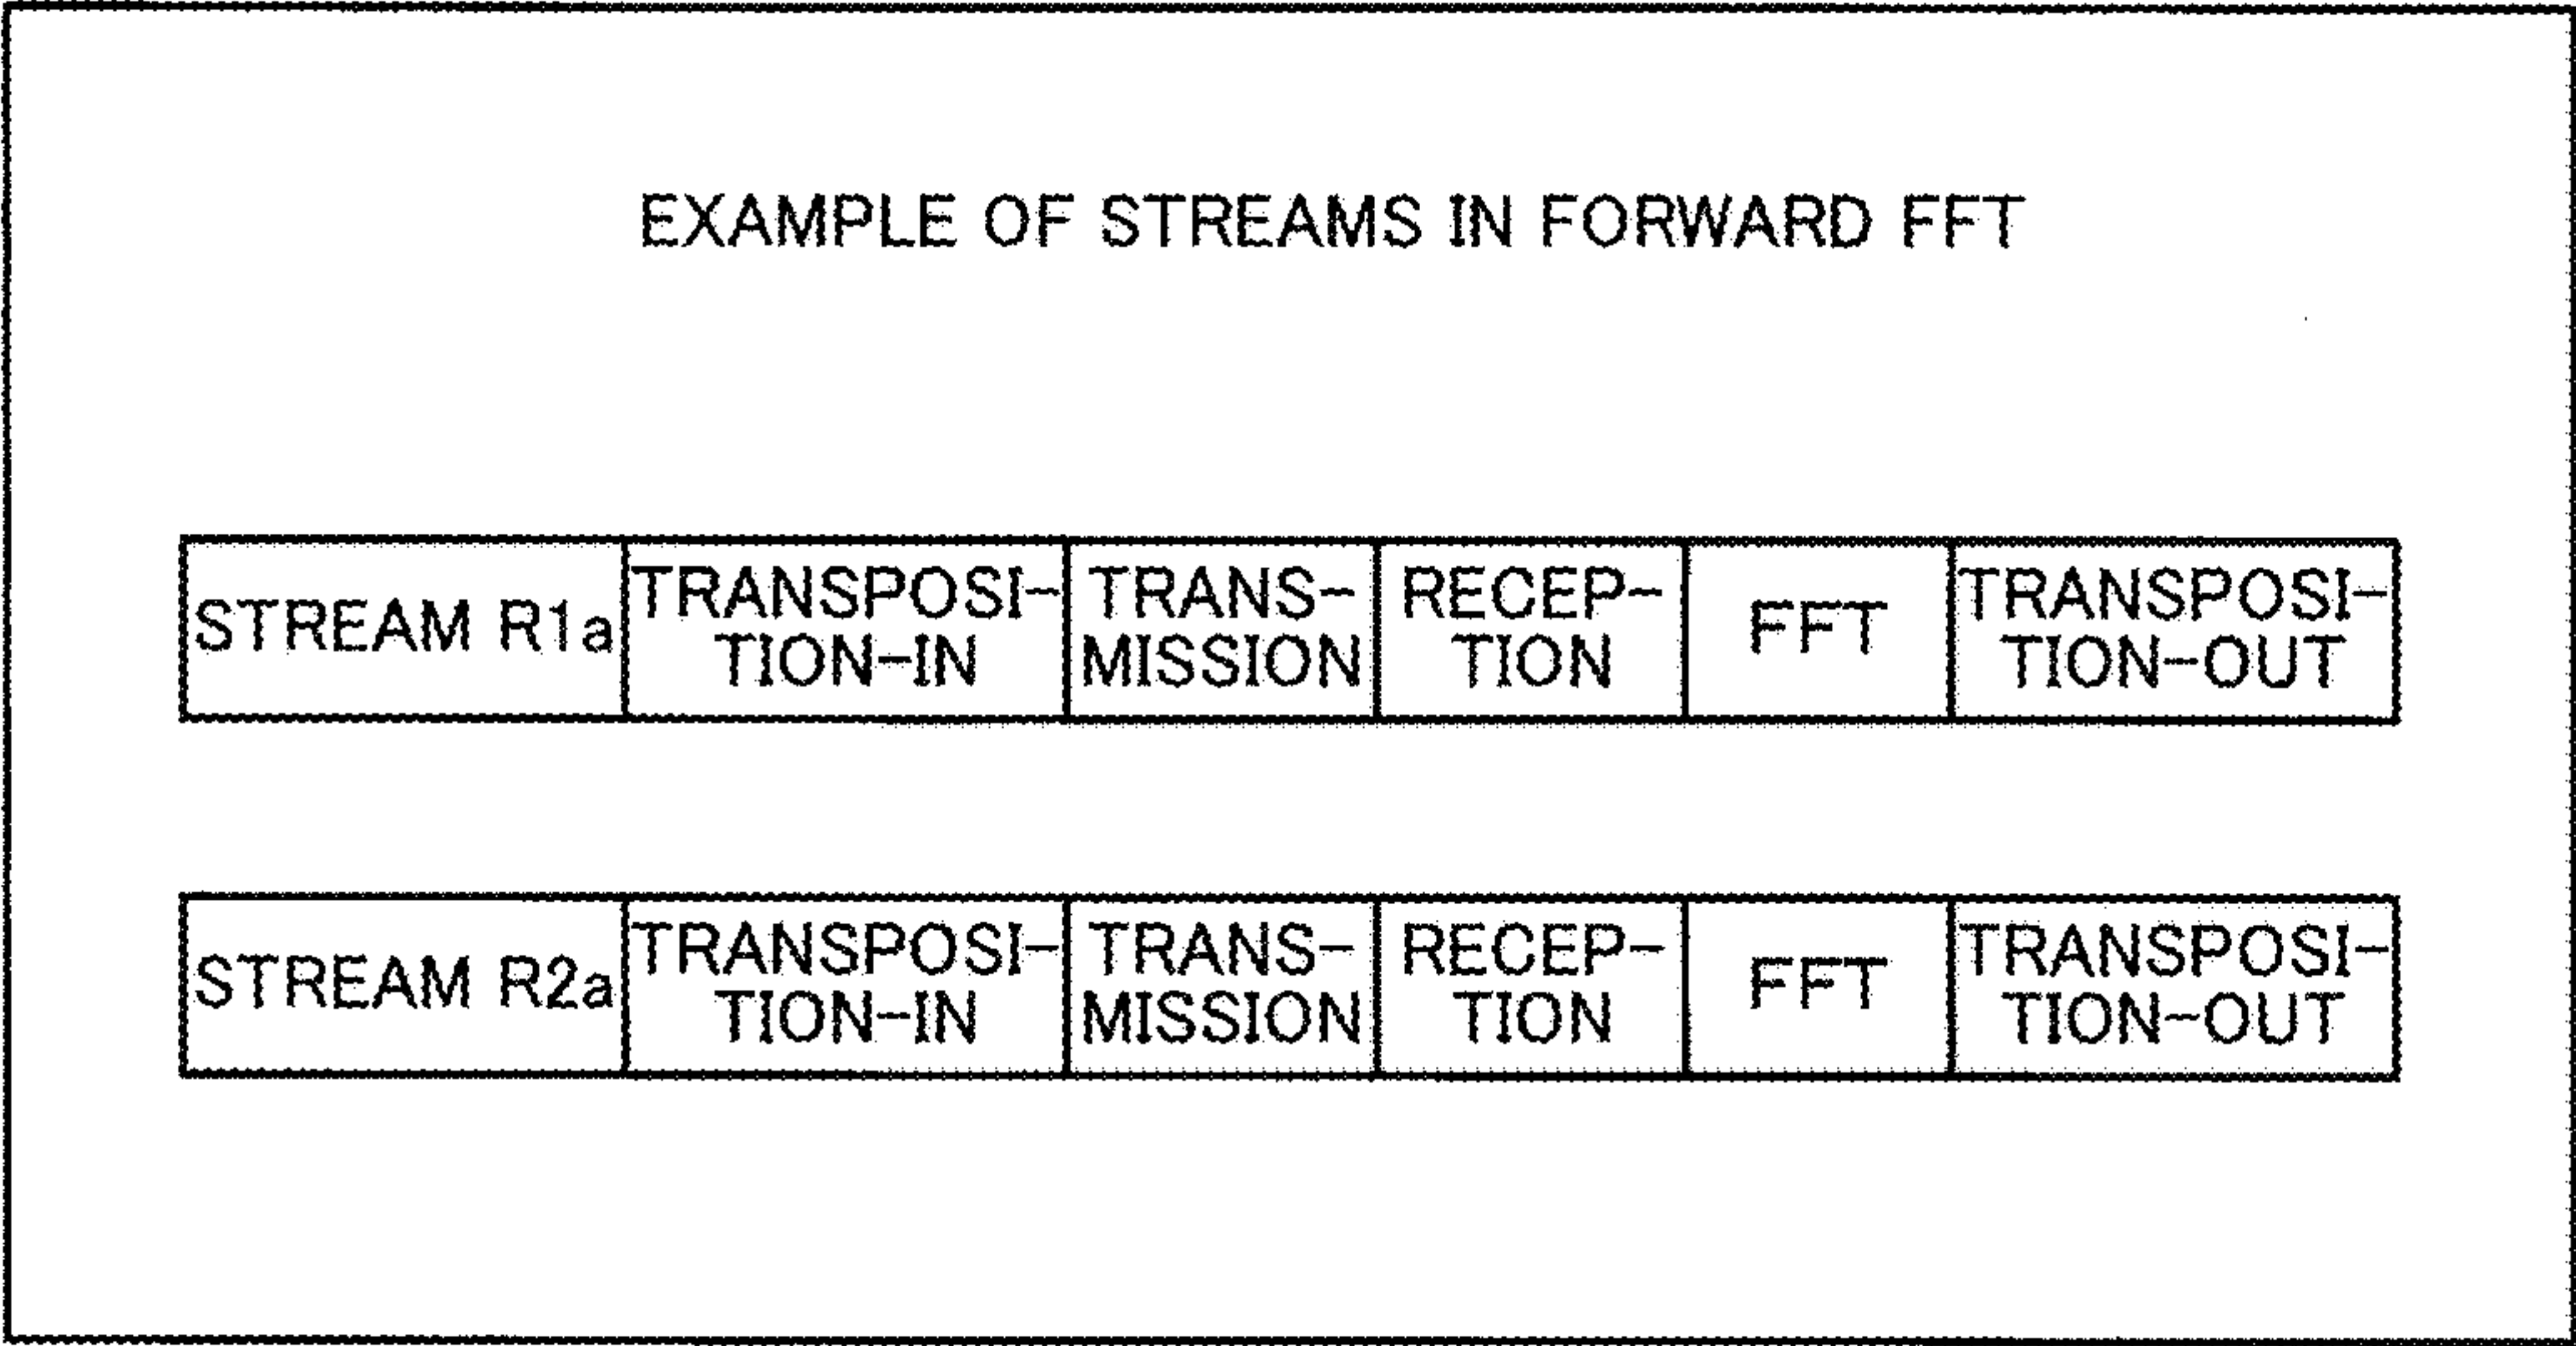 EXAMPLE OF STREAMS IN FORWARD FFT
STREAM R1a TRANSPOSI- TRANS- RECEP- FFT TRANSPOSI-
TION-IN MISSION TION TION-OUT
STREAM R2a TRANSPOSI- TRANS- RECEP- FFT TRANSPOSI-
TION-IN MISSION TION TION-OUT